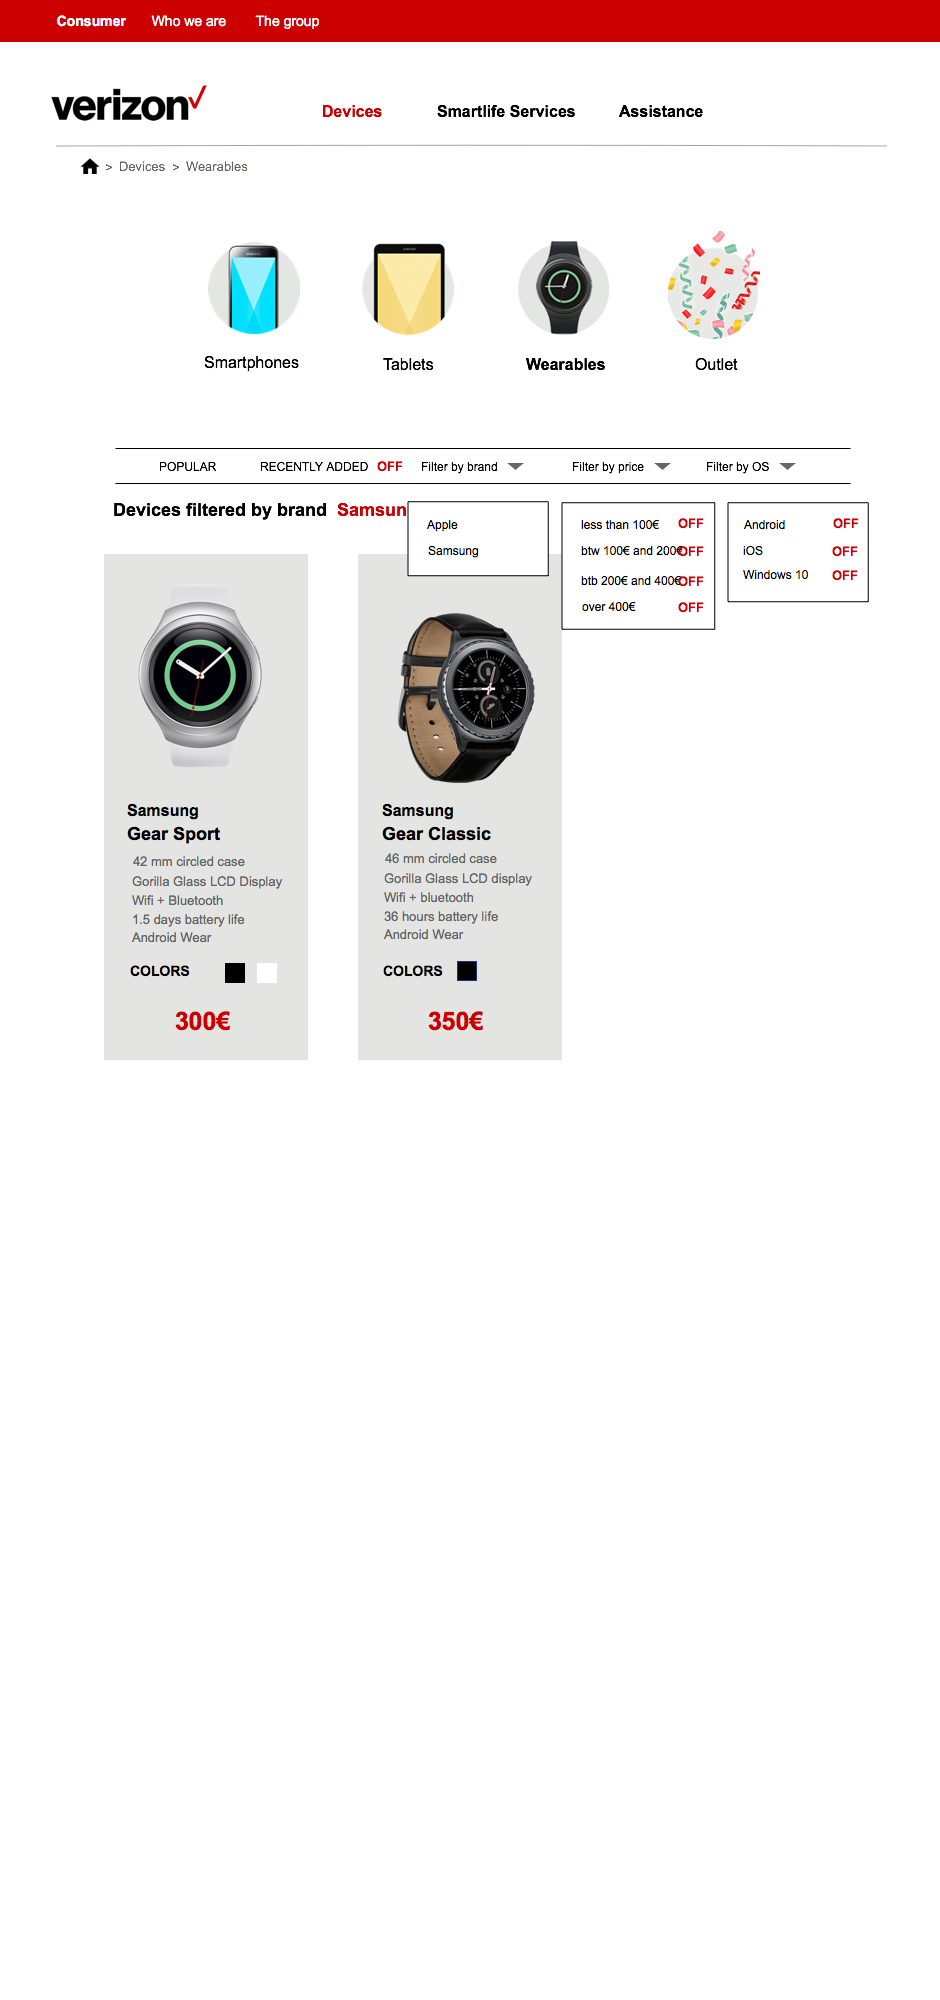 Consumer Who we are The group
verizon
Devices Smartlife Services Assistance
> Devices > Wearables
Smartphones Tablets Wearables Outlet
POPULAR RECENTLY ADDED OFF Filter by brand Filter by price Filter by OS
Devices filtered by brand Samsun
Apple
Samsung
less than 100€ OFF
btw 100€ and 200€ OFF
btb 200€ and 400€ OFF
over 400€ OFF
Android OFF
iOS OFF
Windows 10 OFF
Samsung
Gear Sport
42 mm circled case
Gorilla Glass LCD Display
Wifi + Bluetooth
1.5 days battery life
Android Wear
COLORS
300€
Samsung
Gear Classic
46 mm circled case
Gorilla Glass LCD display
Wifi + bluetooth
36 hours battery life
Android Wear
COLORS
350€